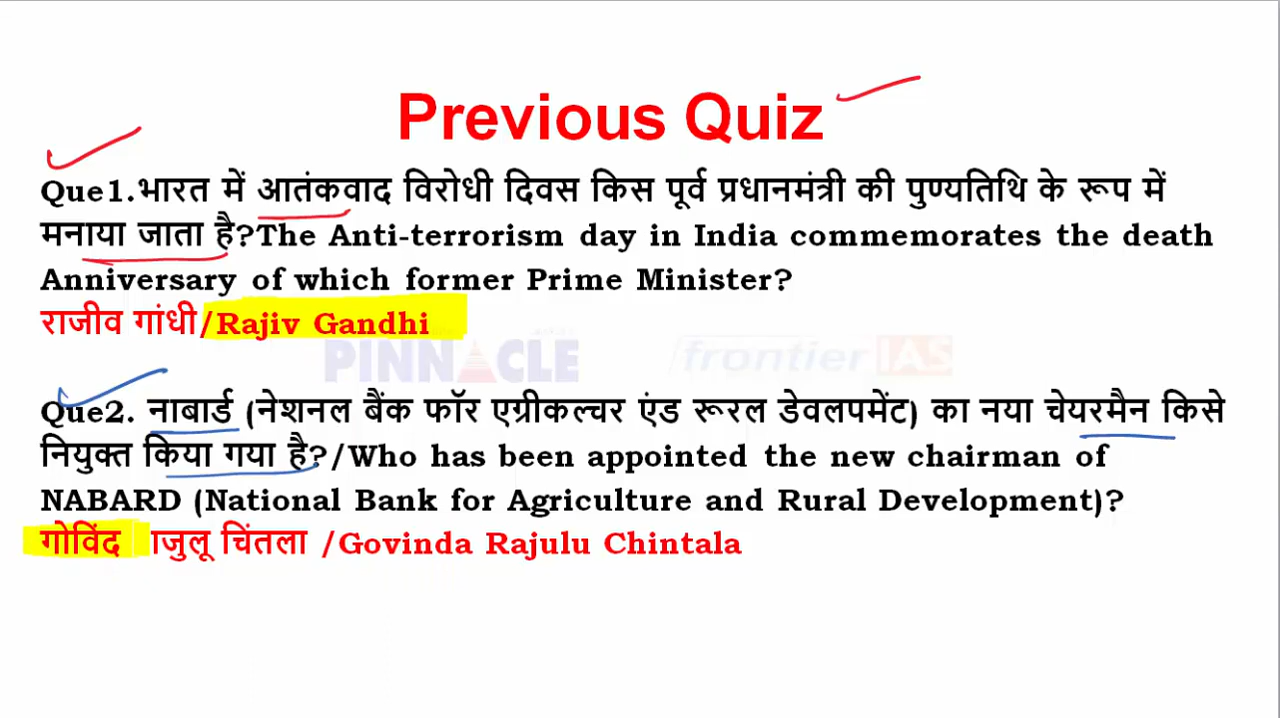 Previous Quiz
Que1.भारत में आतंकवाद विरोधी दिवस किस पूर्व प्रधानमंत्री की पुण्यतिथि के रूप में
मनाया जाता है?The Anti-terrorism day in India commemorates the death
Anniversary of which former Prime Minister?
राजीव गांधी/Rajiv Gandhi
PINNACLE frontier IAS
Que2. नाबार्ड (नेशनल बैंक फॉर एग्रीकल्चर एंड रूरल डेवलपमेंट) का नया चेयरमैन किसे
नियुक्त किया गया है?/Who has been appointed the new chairman of
NABARD (National Bank for Agriculture and Rural Development)?
गोविंद राजुलू चिंतला /Govinda Rajulu Chintala